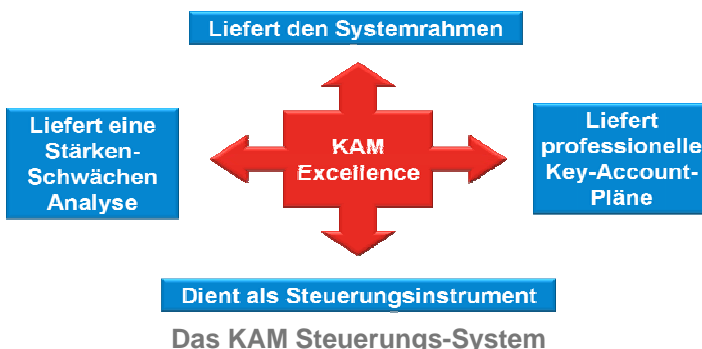 Liefert den Systemrahmen
Liefert eine
Stärken-
Schwächen
Analyse
KAM
Excellence
Liefert
professionelle
Key-Account-
Pläne
Dient als Steuerungsinstrument
Das KAM Steuerungs-System